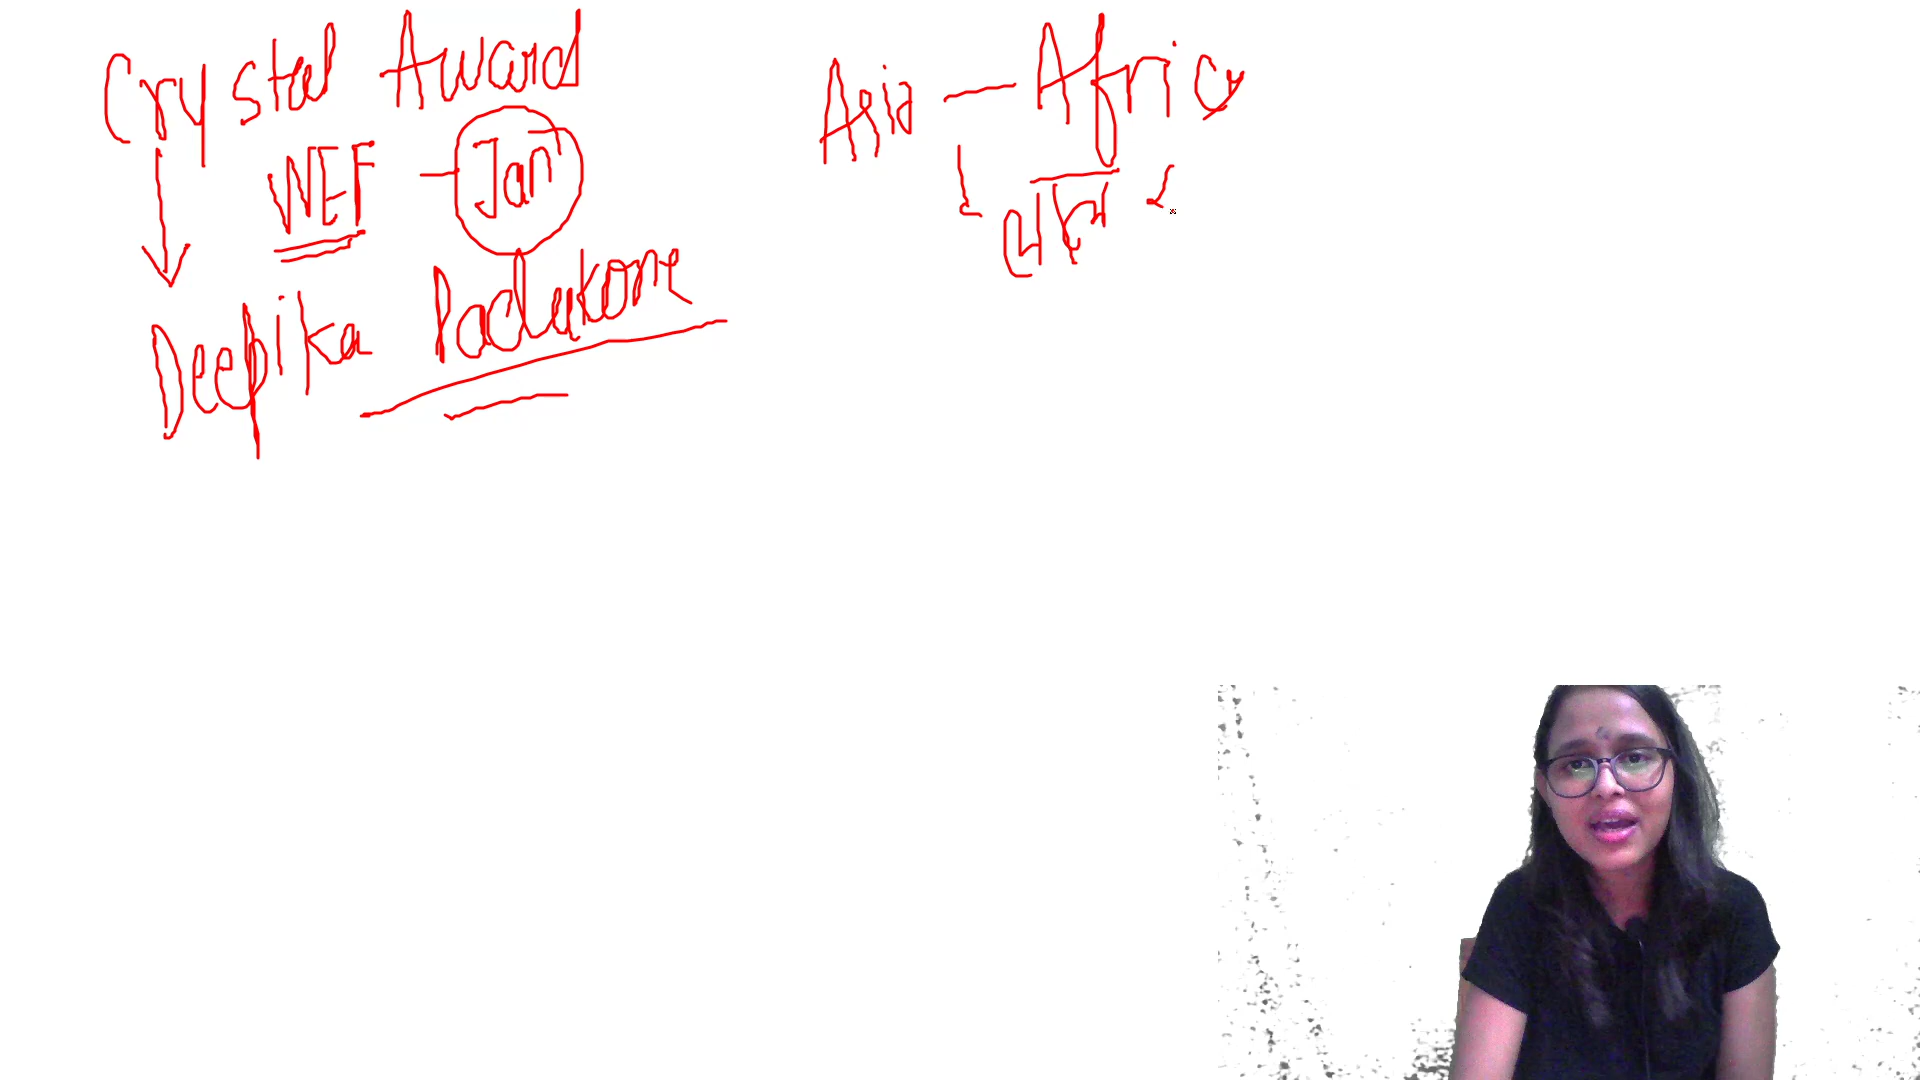 Crystal Award
WEF - Jan
Deepika Padukone
Asia - Africa